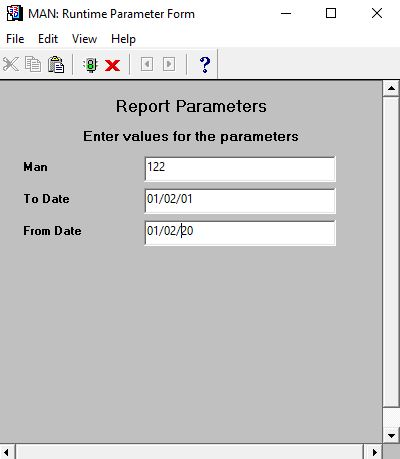 MAN: Runtime Parameter Form
File Edit View Help
Report Parameters
Enter values for the parameters
Man 122
To Date 01/02/01
From Date 01/02/20